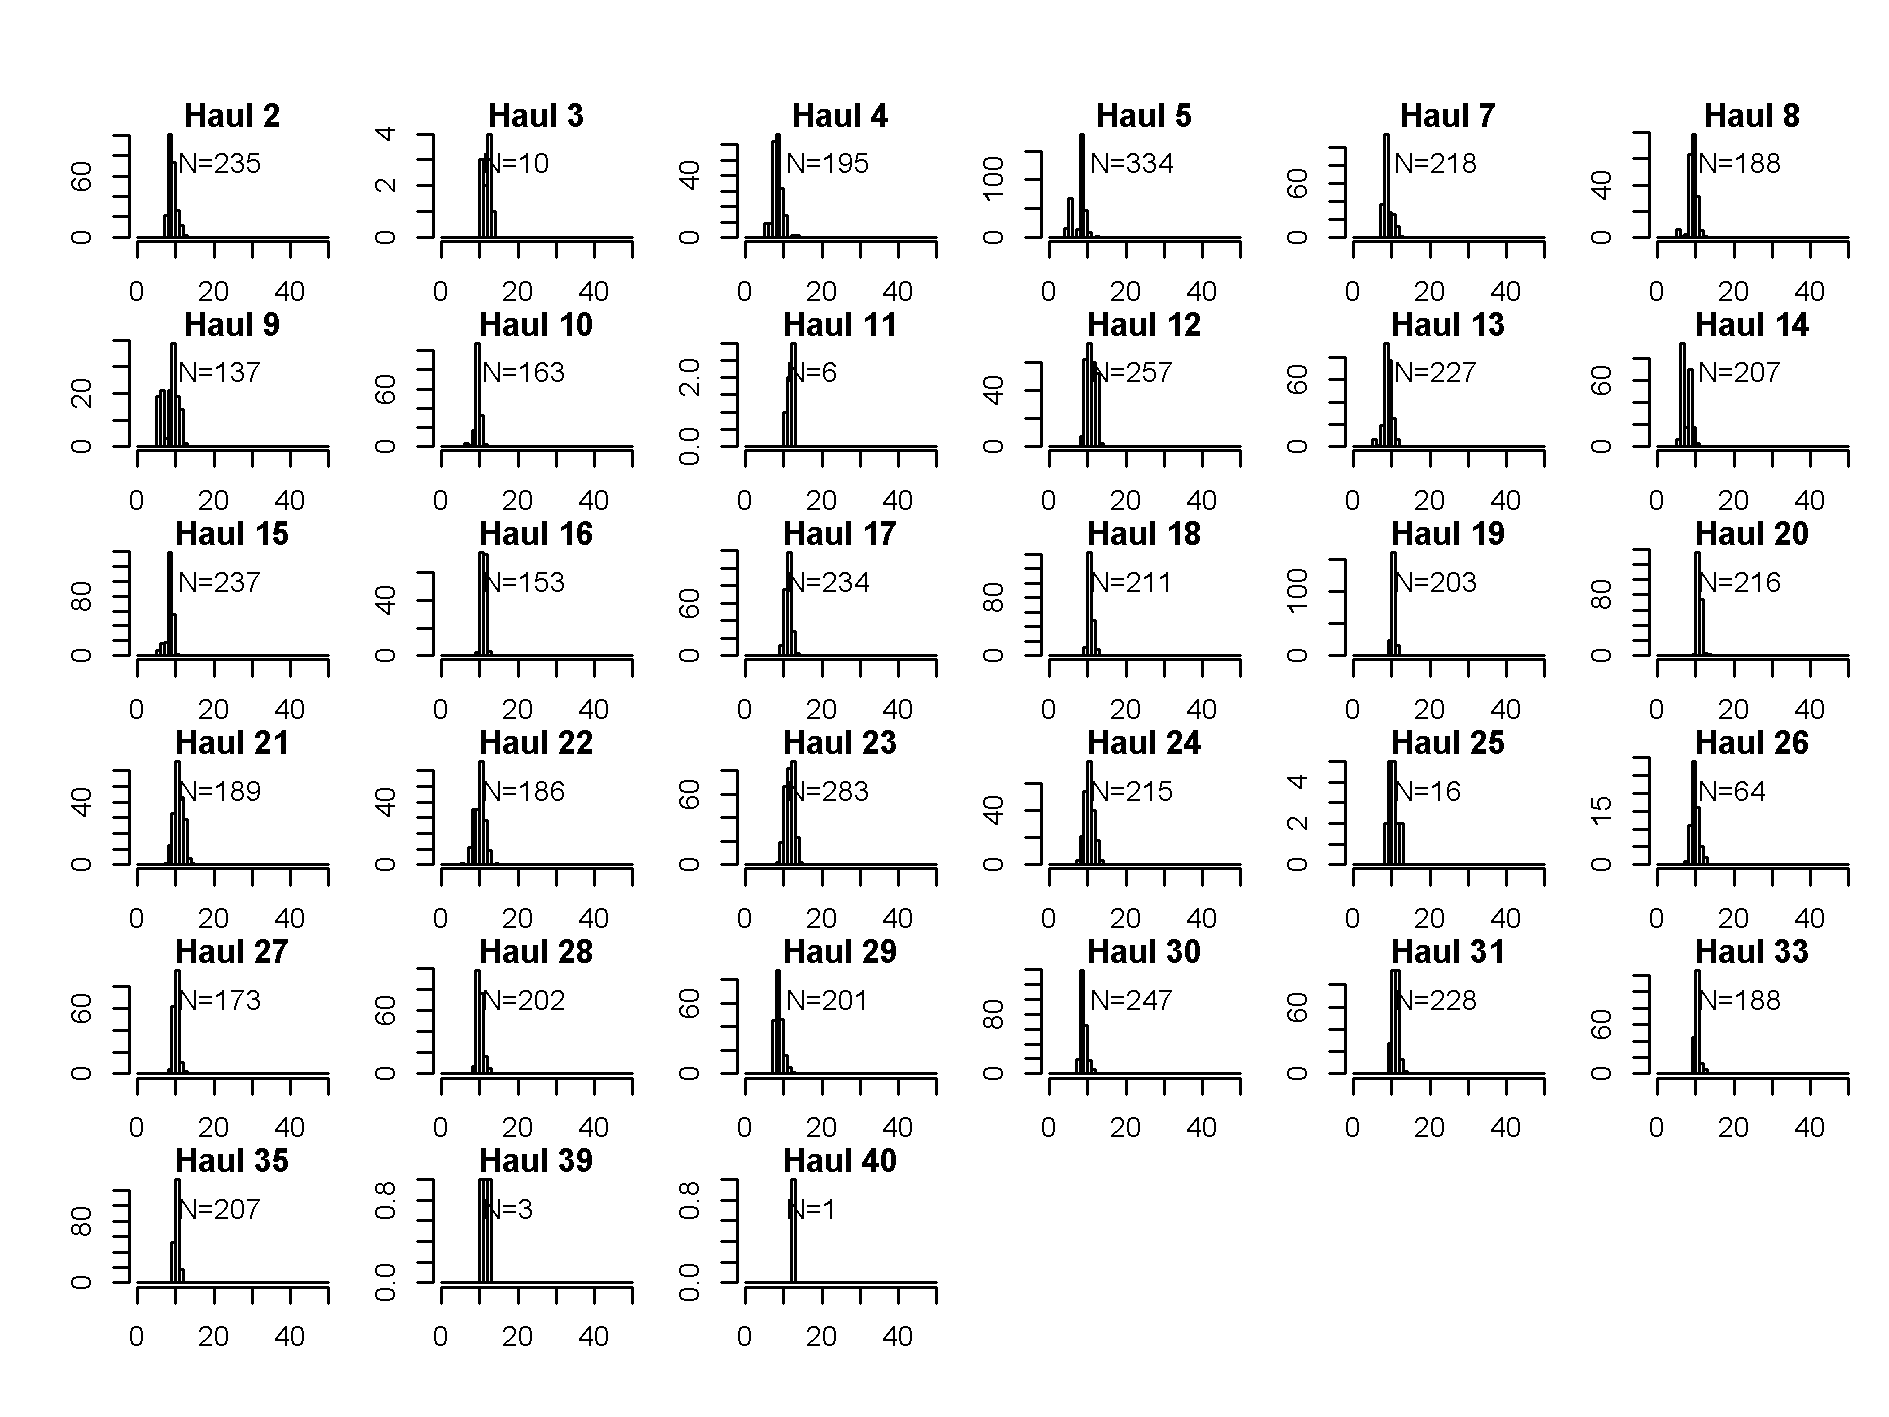 Haul 2 Haul 3 Haul 4 Haul 5 Haul 7 Haul 8
N=235 N=10 N=195 N=334 N=218 N=188
0 60 0 2 4 0 40 0 100 0 60 0 40
0 20 40 0 20 40 0 20 40 0 20 40 0 20 40 0 20 40
Haul 9 Haul 10 Haul 11 Haul 12 Haul 13 Haul 14
N=137 N=163 N=6 N=257 N=227 N=207
0 20 0 60 0.0 2.0 0 40 0 60 0 60
0 20 40 0 20 40 0 20 40 0 20 40 0 20 40 0 20 40
Haul 15 Haul 16 Haul 17 Haul 18 Haul 19 Haul 20
N=237 N=153 N=234 N=211 N=203 N=216
0 80 0 40 0 60 0 80 0 100 0 80
0 20 40 0 20 40 0 20 40 0 20 40 0 20 40 0 20 40
Haul 21 Haul 22 Haul 23 Haul 24 Haul 25 Haul 26
N=189 N=186 N=283 N=215 N=16 N=64
0 40 0 40 0 60 0 40 0 2 4 0 15
0 20 40 0 20 40 0 20 40 0 20 40 0 20 40 0 20 40
Haul 27 Haul 28 Haul 29 Haul 30 Haul 31 Haul 33
N=173 N=202 N=201 N=247 N=228 N=188
0 60 0 60 0 60 0 80 0 60 0 60
0 20 40 0 20 40 0 20 40 0 20 40 0 20 40 0 20 40
Haul 35 Haul 39 Haul 40
N=207 N=3 N=1
0 80 0.0 0.8 0.0 0.8
0 20 40 0 20 40 0 20 40